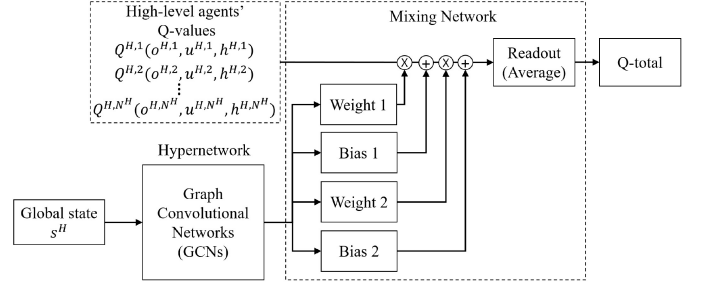 High-level agents'
Q-values
Q^{H,1}(o^{H,1},u^{H,1},h^{H,1})
Q^{H,2}(o^{H,2},u^{H,2},h^{H,2})
⋮
Q^{H,N^H}(o^{H,N^H},u^{H,N^H},h^{H,N^H})
Mixing Network
Readout
(Average)
Q-total
Weight 1
Bias 1
Weight 2
Bias 2
Hypernetwork
Graph
Convolutional
Networks
(GCNs)
Global state
s^H